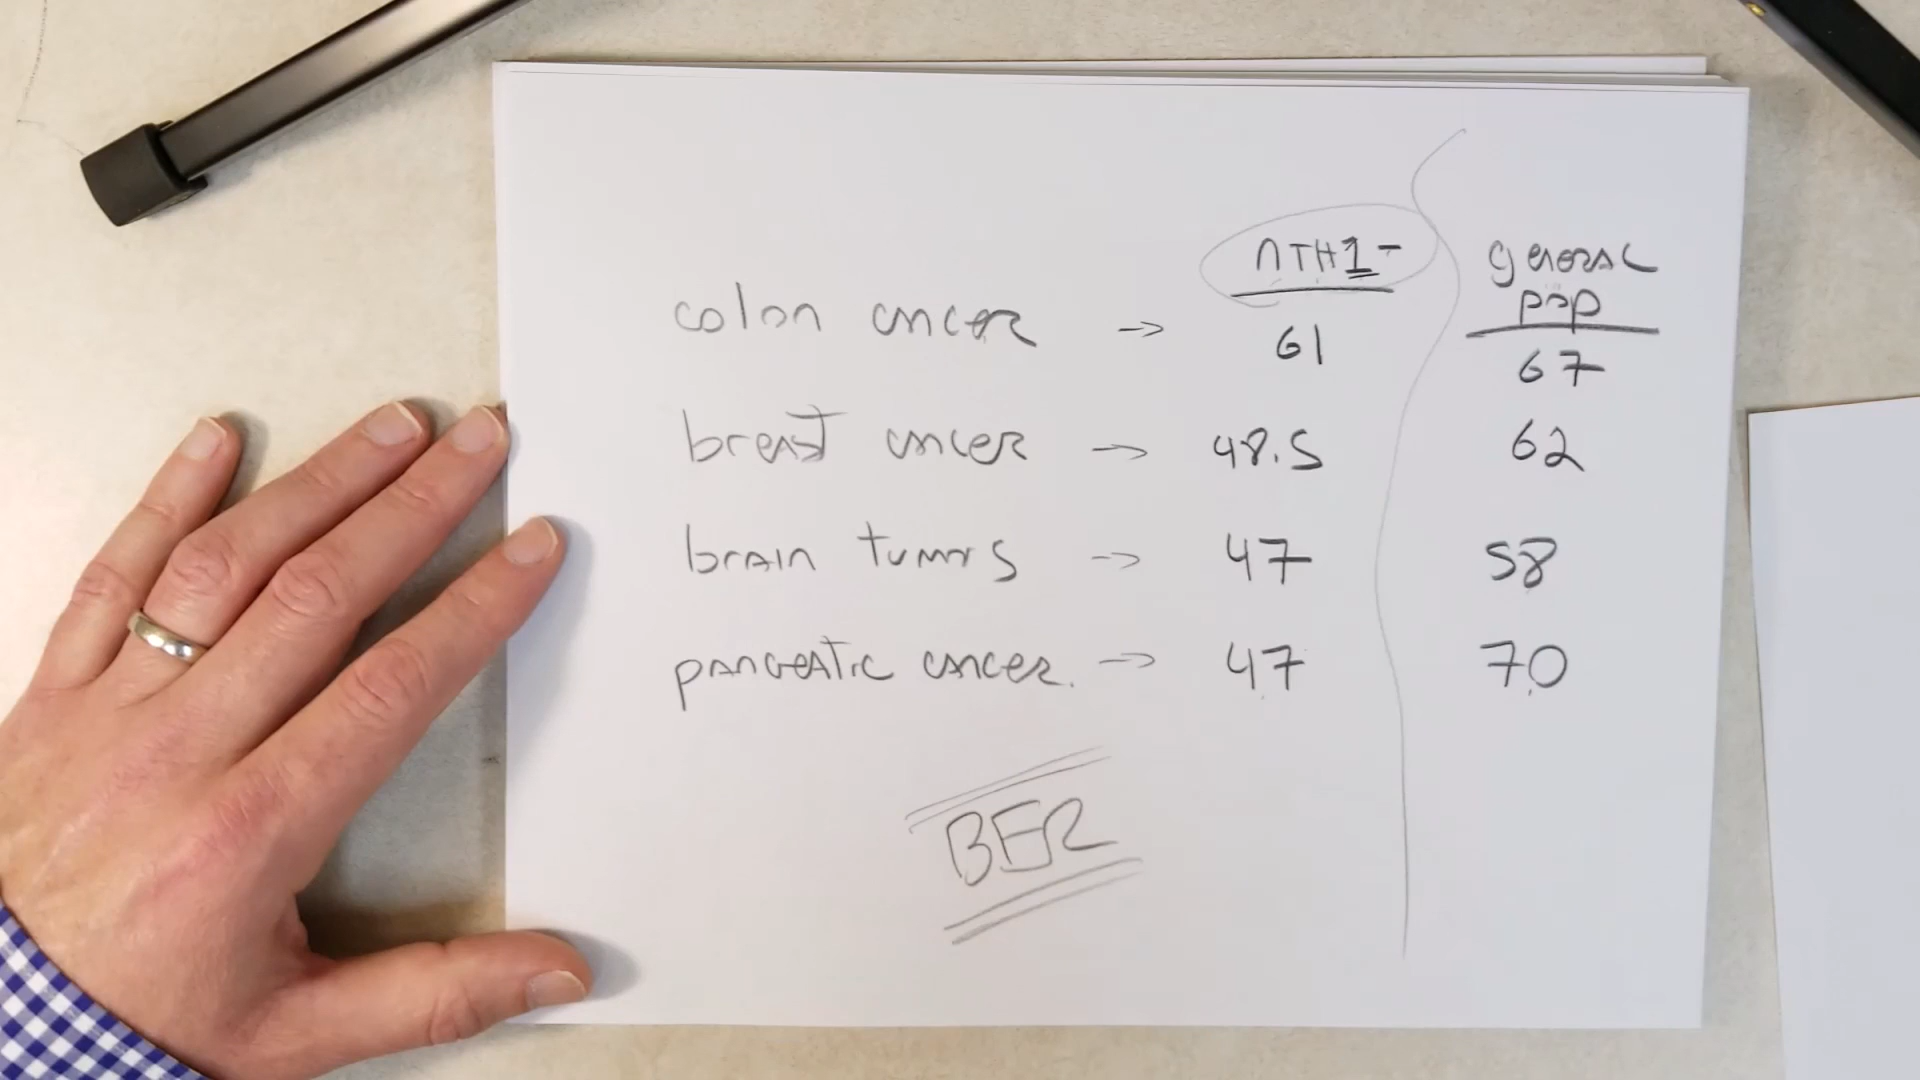 NTH1- general
pop
colon cancer → 61 67
breast cancer → 48.5 62
brain tumors → 47 58
pancreatic cancer. → 47 70
BER